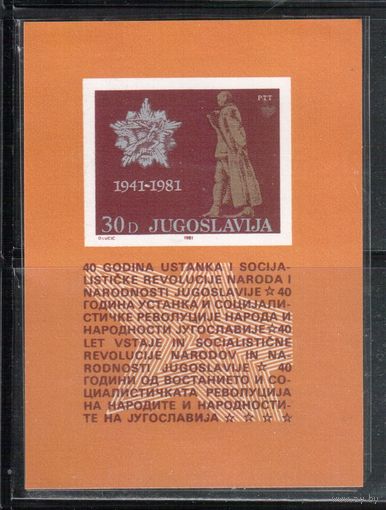 PTT
1941-1981
30 D JUGOSLAVIJA
1981
40 GODINA USTANKA I SOCIJA-
LISTIČKE REVOLUCIJE NARODA I
NARODNOSTI JUGOSLAVIJE ☆ 40
ГОДИНА УСТАНКА И СОЦИЈАЛИ-
СТИЧКЕ РЕВОЛУЦИЈЕ НАРОДА И
НАРОДНОСТИ ЈУГОСЛАВИЈЕ ☆ 40
LET VSTAJE IN SOCIALISTIČNE
REVOLUCIJE NARODOV IN NA-
RODNOSTI JUGOSLAVIJE ☆ 40
ГОДИНИ ОД ВОСТАНИЕТО И СО-
ЦИЈАЛИСТИЧКАТА РЕВОЛУЦИЈА
НА НАРОДИТЕ И НАРОДНОСТИ-
ТЕ НА ЈУГОСЛАВИЈА ☆ ☆ ☆ ☆